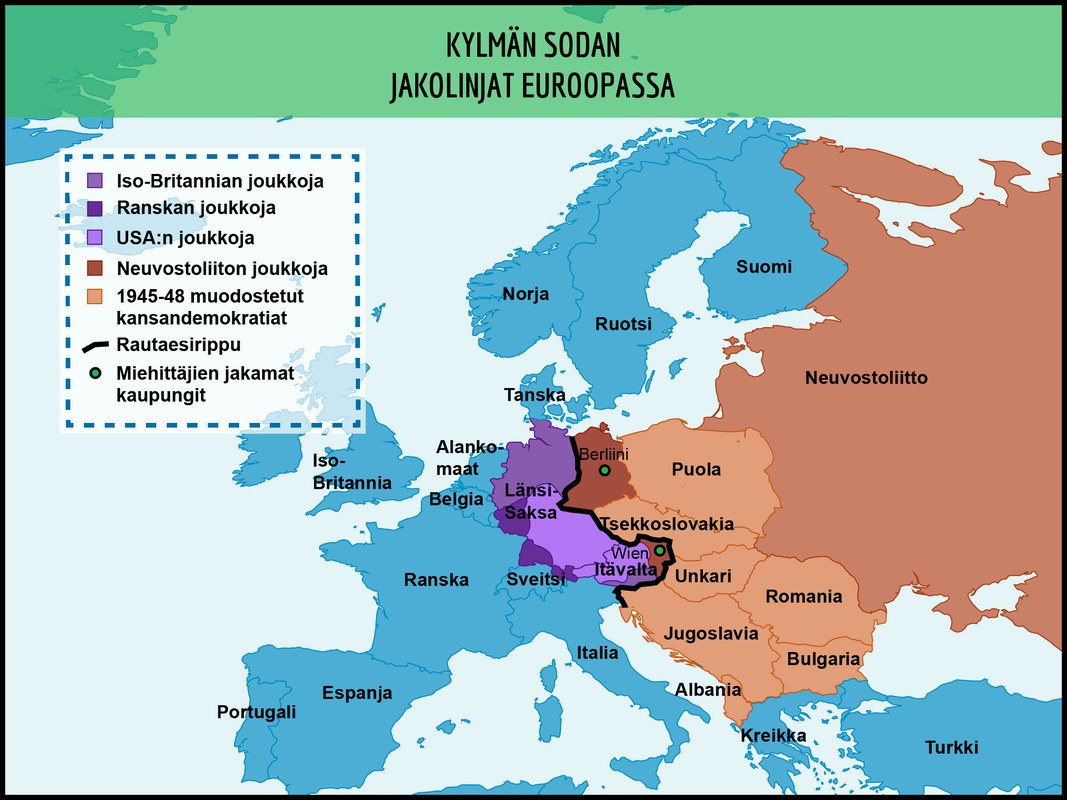 KYLMÄN SODAN
JAKOLINJAT EUROOPASSA
Iso-Britannian joukkoja
Ranskan joukkoja
USA:n joukkoja
Neuvostoliiton joukkoja
1945-48 muodostetut
kansandemokratiat
Rautaesirippu
Miehittäjien jakamat
kaupungit
Suomi
Norja
Ruotsi
Neuvostoliitto
Tanska
Alanko-
maat
Berliini
Iso-
Britannia
Puola
Belgia
Länsi-
Saksa
Tsekkoslovakia
Wien
Itävalta
Ranska
Sveitsi
Unkari
Romania
Jugoslavia
Italia
Bulgaria
Espanja
Albania
Portugali
Kreikka
Turkki